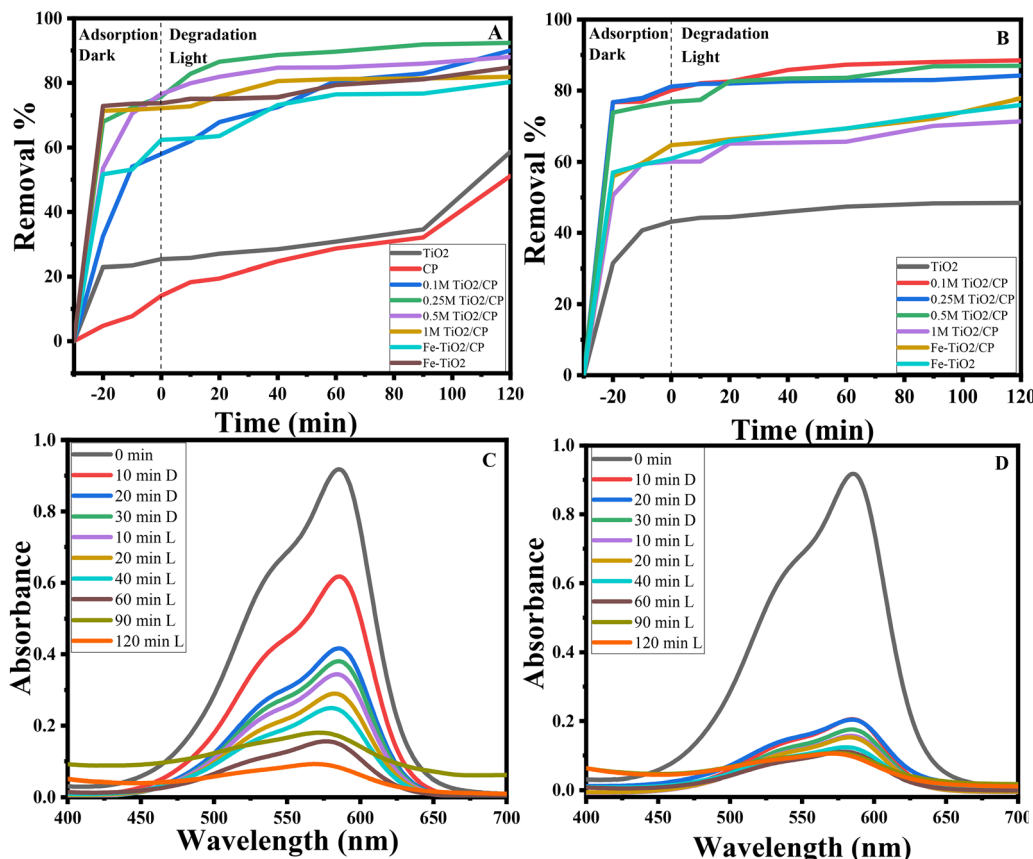 A
Adsorption
Dark
Degradation
Light
Removal %
100
80
60
40
20
0
TiO2
CP
0.1M TiO2/CP
0.25M TiO2/CP
0.5M TiO2/CP
1M TiO2/CP
Fe-TiO2/CP
Fe-TiO2
-20 0 20 40 60 80 100 120
Time (min)
B
Adsorption
Dark
Degradation
Light
Removal %
100
80
60
40
20
0
TiO2
0.1M TiO2/CP
0.25M TiO2/CP
0.5M TiO2/CP
1M TiO2/CP
Fe-TiO2/CP
Fe-TiO2
-20 0 20 40 60 80 100 120
Time (min)
C
Absorbance
1.0
0.8
0.6
0.4
0.2
0.0
0 min
10 min D
20 min D
30 min D
10 min L
20 min L
40 min L
60 min L
90 min L
120 min L
400 450 500 550 600 650 700
Wavelength (nm)
D
Absorbance
1.0
0.8
0.6
0.4
0.2
0.0
0 min
10 min D
20 min D
30 min D
10 min L
20 min L
40 min L
60 min L
90 min L
120 min L
400 450 500 550 600 650 700
Wavelength (nm)